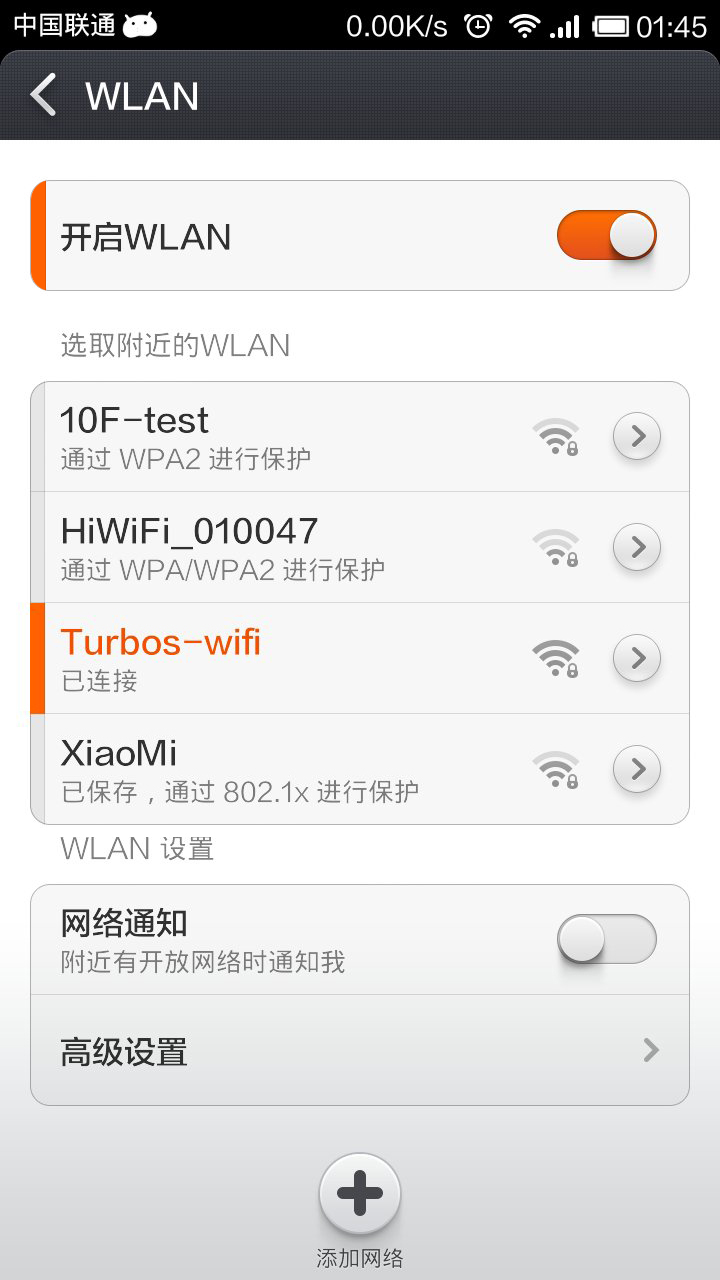 中国联通 0.00K/s 01:45
WLAN
开启WLAN
选取附近的WLAN
10F-test
通过 WPA2 进行保护
HiWiFi_010047
通过 WPA/WPA2 进行保护
Turbos-wifi
已连接
XiaoMi
已保存，通过 802.1x 进行保护
WLAN 设置
网络通知
附近有开放网络时通知我
高级设置
添加网络